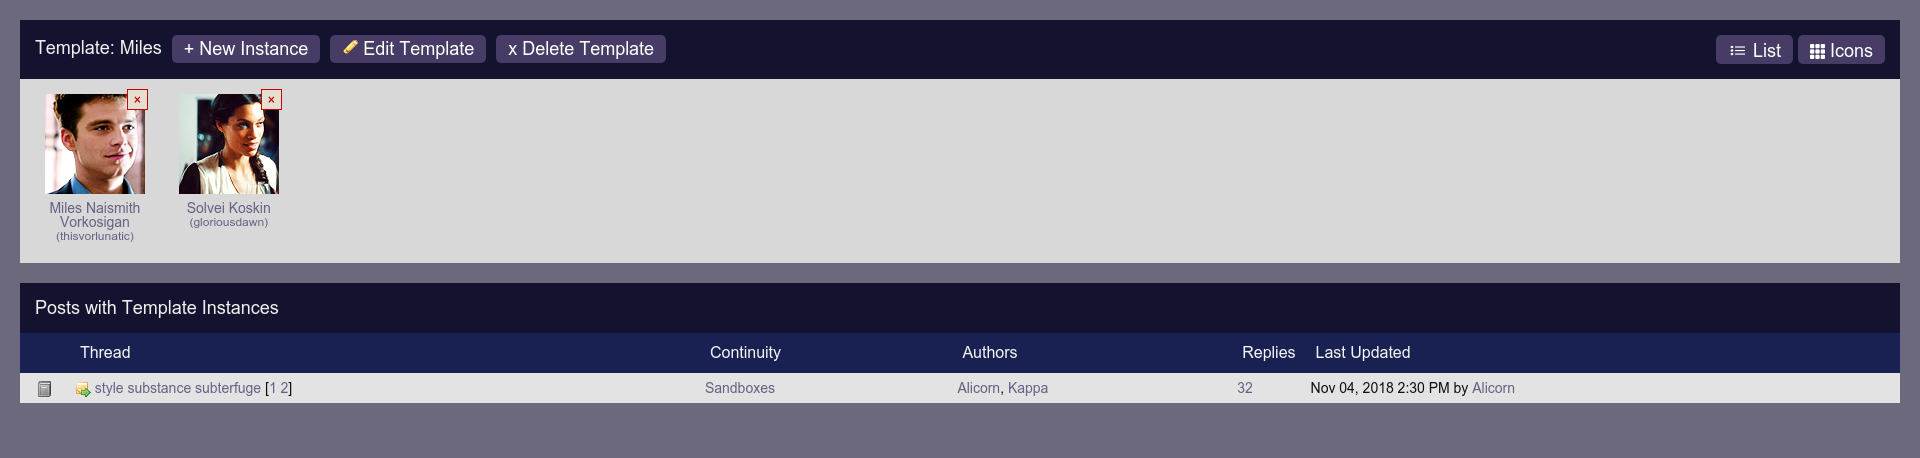 Template: Miles + New Instance Edit Template x Delete Template List Icons
× ×
Miles Naismith Vorkosigan (thisvorlunatic)
Solvei Koskin (gloriousdawn)
Posts with Template Instances
Thread Continuity Authors Replies Last Updated
style substance subterfuge [1 2] Sandboxes Alicorn, Kappa 32 Nov 04, 2018 2:30 PM by Alicorn